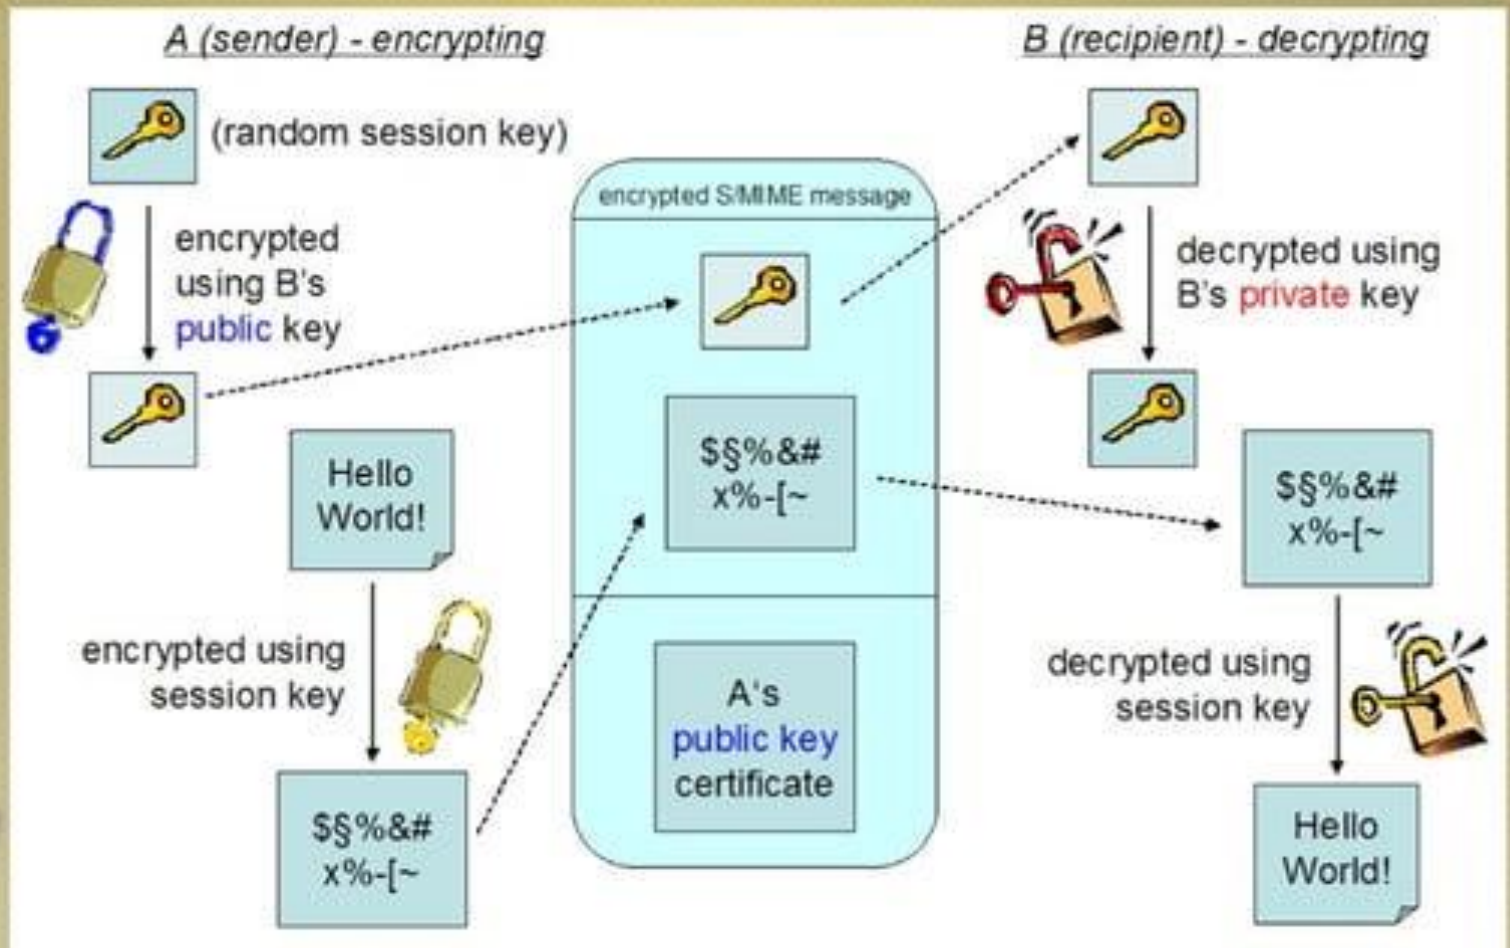 A (sender) - encrypting
(random session key)
encrypted
using B's
public key
Hello
World!
encrypted using
session key
$§%&#
x%-[~
encrypted S/MIME message
$§%&#
x%-[~
A's
public key
certificate
B (recipient) - decrypting
decrypted using
B's private key
$§%&#
x%-[~
decrypted using
session key
Hello
World!